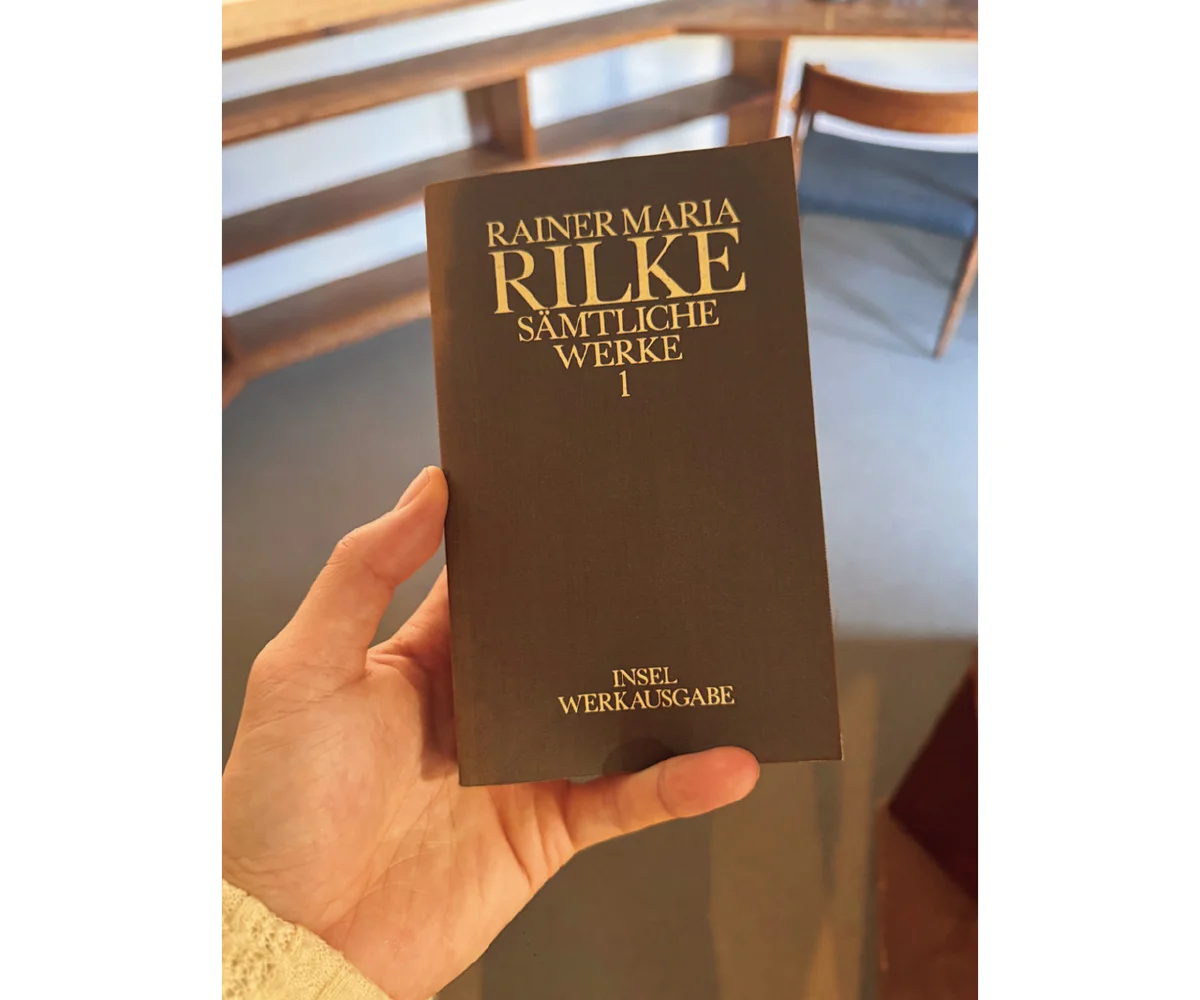 RAINER MARIA
RILKE
SÄMTLICHE
WERKE
1
INSEL
WERKAUSGABE